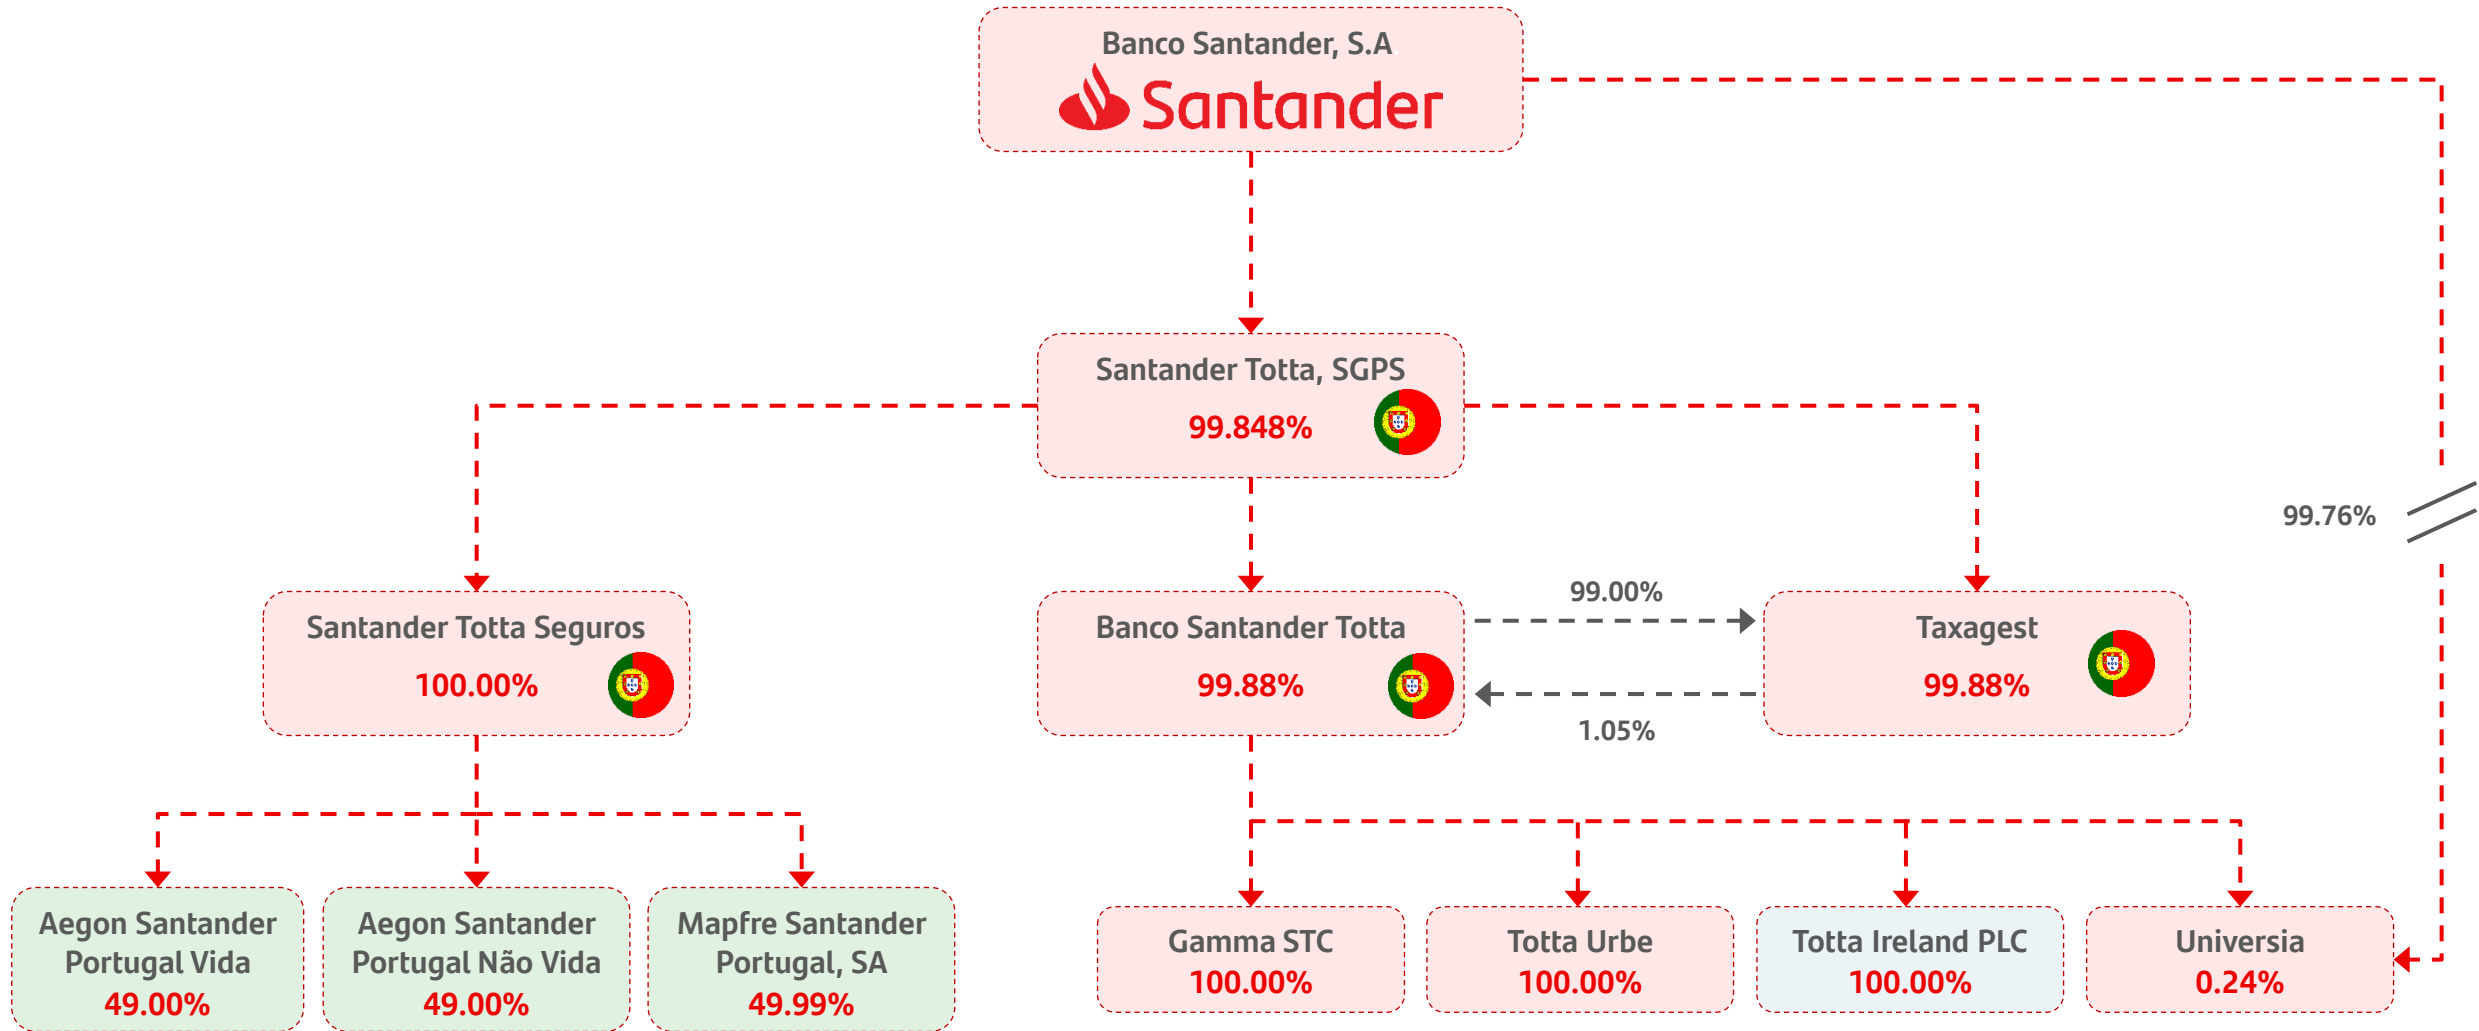 Banco Santander, S.A
Santander
Santander Totta, SGPS
99.848%
99.76%
Santander Totta Seguros
100.00%
Banco Santander Totta
99.88%
99.00%
1.05%
Taxagest
99.88%
Aegon Santander
Portugal Vida
49.00%
Aegon Santander
Portugal Não Vida
49.00%
Mapfre Santander
Portugal, SA
49.99%
Gamma STC
100.00%
Totta Urbe
100.00%
Totta Ireland PLC
100.00%
Universia
0.24%